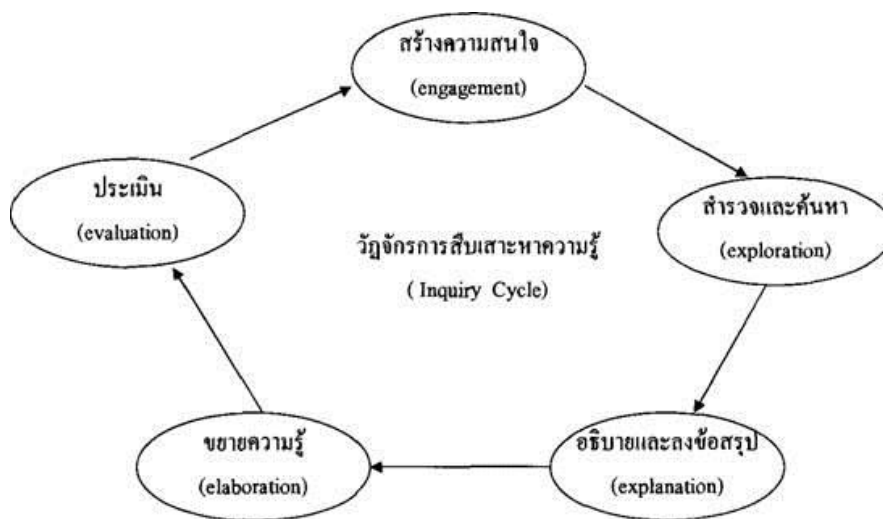 สร้างความสนใจ
(engagement)
สำรวจและค้นหา
(exploration)
อธิบายและลงข้อสรุป
(explanation)
ขยายความรู้
(elaboration)
ประเมิน
(evaluation)
วัฏจักรการสืบเสาะหาความรู้
( Inquiry Cycle)